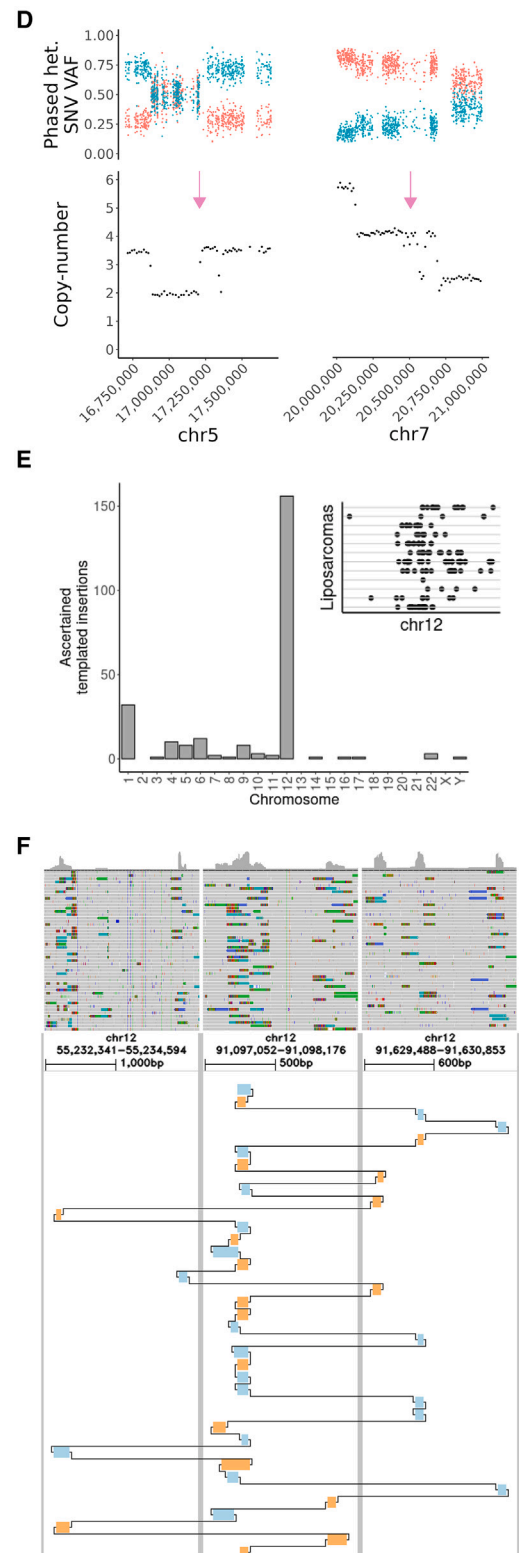 D
Phased het.
SNV VAF
1.00
0.75
0.50
0.25
0.00
Copy-number
6
5
4
3
2
1
0
16,750,000
17,000,000
17,250,000
17,500,000
chr5
20,000,000
20,250,000
20,500,000
20,750,000
21,000,000
chr7
E
Ascertained
templated insertions
150
100
50
0
1 2 3 4 5 6 7 8 9 10 11 12 13 14 15 16 17 18 19 20 21 22 X Y
Chromosome
Liposarcomas
chr12
F
chr12
55,232,341–55,234,594
1,000bp
chr12
91,097,052–91,098,176
500bp
chr12
91,629,488–91,630,853
600bp